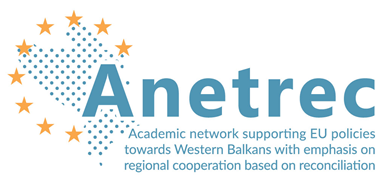 Anetrec
Academic network supporting EU policies
towards Western Balkans with emphasis on
regional cooperation based on reconciliation